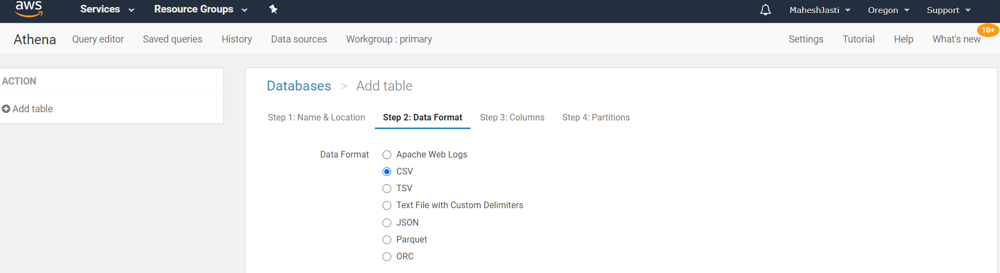 aws Services Resource Groups MaheshJasti Oregon Support
10+
Athena Query editor Saved queries History Data sources Workgroup : primary Settings Tutorial Help What's new
ACTION
Add table
Databases > Add table
Step 1: Name & Location Step 2: Data Format Step 3: Columns Step 4: Partitions
Data Format Apache Web Logs
CSV
TSV
Text File with Custom Delimiters
JSON
Parquet
ORC